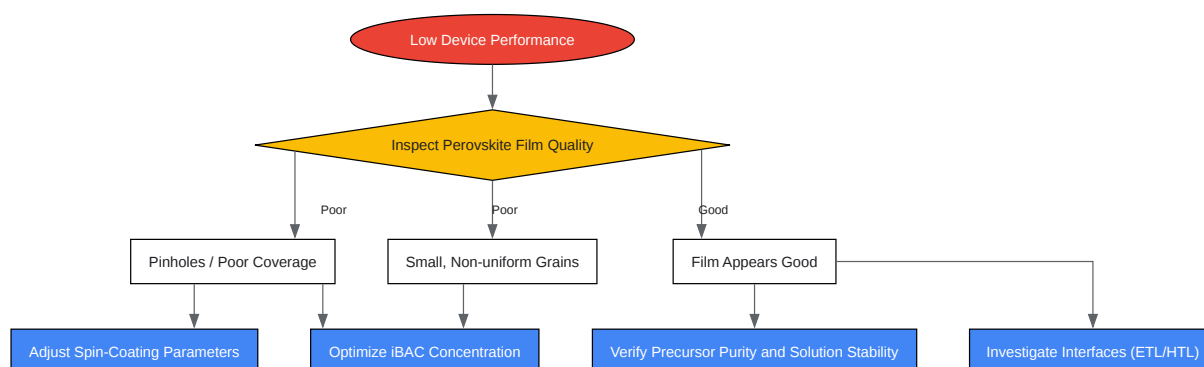 Low Device Performance
Inspect Perovskite Film Quality
Poor
Poor
Good
Pinholes / Poor Coverage
Small, Non-uniform Grains
Film Appears Good
Adjust Spin-Coating Parameters
Optimize iBAC Concentration
Verify Precursor Purity and Solution Stability
Investigate Interfaces (ETL/HTL)